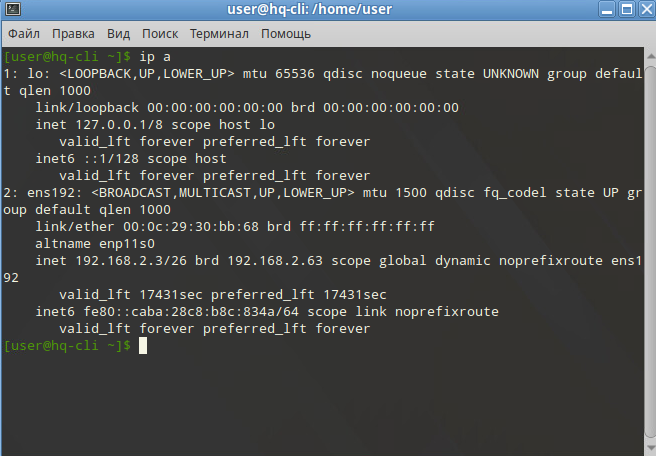 user@hq-cli: /home/user
Файл Правка Вид Поиск Терминал Помощь
[user@hq-cli ~]$ ip a
1: lo: <LOOPBACK,UP,LOWER_UP> mtu 65536 qdisc noqueue state UNKNOWN group defaul
t qlen 1000
    link/loopback 00:00:00:00:00:00 brd 00:00:00:00:00:00
    inet 127.0.0.1/8 scope host lo
       valid_lft forever preferred_lft forever
    inet6 ::1/128 scope host
       valid_lft forever preferred_lft forever
2: ens192: <BROADCAST,MULTICAST,UP,LOWER_UP> mtu 1500 qdisc fq_codel state UP gr
oup default qlen 1000
    link/ether 00:0c:29:30:bb:68 brd ff:ff:ff:ff:ff:ff
    altname enp11s0
    inet 192.168.2.3/26 brd 192.168.2.63 scope global dynamic noprefixroute ens1
92
       valid_lft 17431sec preferred_lft 17431sec
    inet6 fe80::caba:28c8:b8c:834a/64 scope link noprefixroute
       valid_lft forever preferred_lft forever
[user@hq-cli ~]$